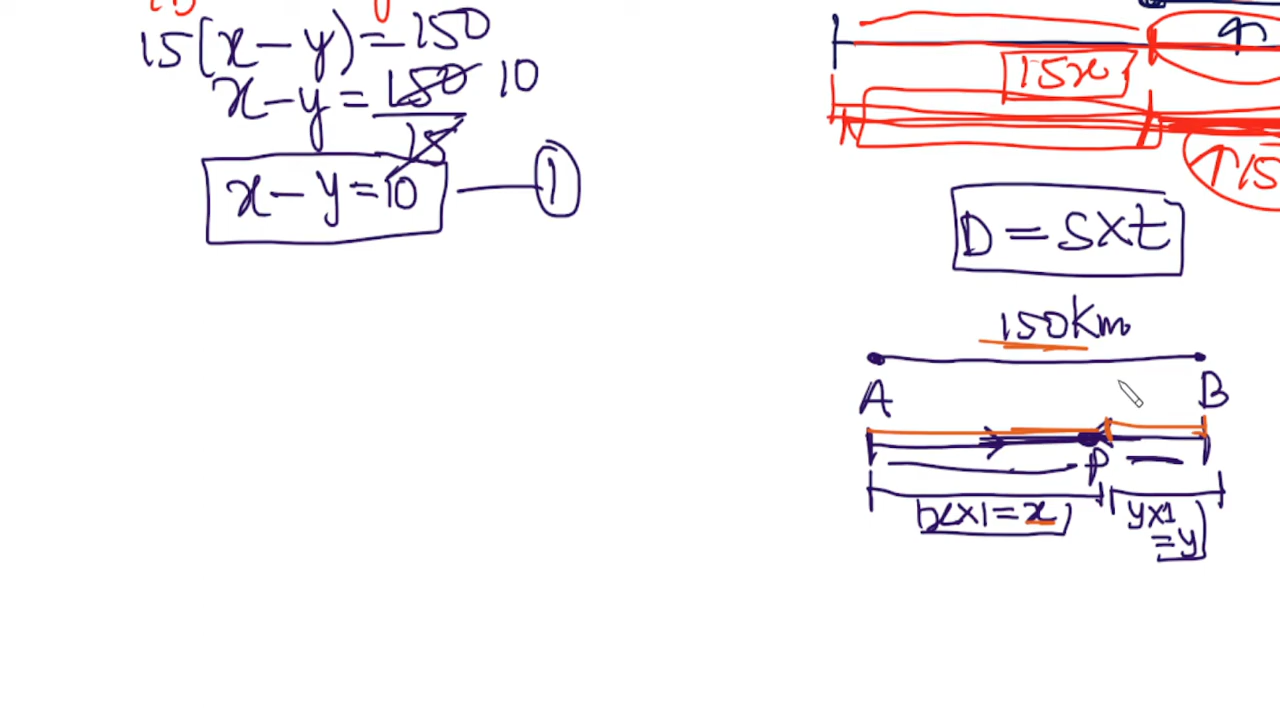 15(x-y)=150
x-y=150/15 10
x-y=10 — 1
15x
D=S×t
150Km
A B
P
x×1=x
y×1
=y